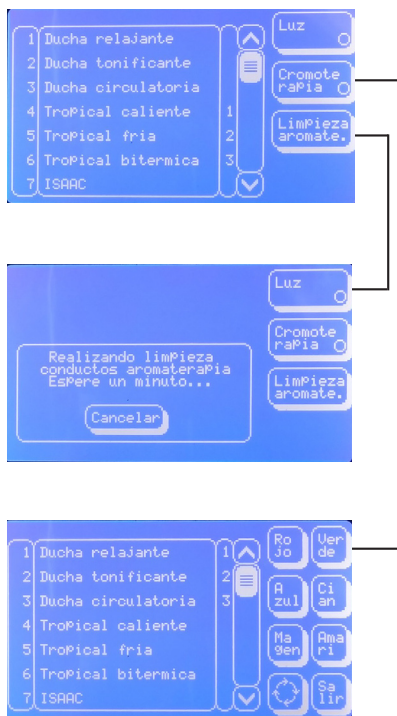 1 Ducha relajante
2 Ducha tonificante
3 Ducha circulatoria
4 Tropical caliente 1
5 Tropical fria 2
6 Tropical bitermica 3
7 ISAAC
Luz
Cromote
rapia
Limpieza
aromate.
Realizando limpieza
conductos aromaterapia
Espere un minuto...
Cancelar
Luz
Cromote
rapia
Limpieza
aromate.
1 Ducha relajante 1
2 Ducha tonificante 2
3 Ducha circulatoria 3
4 Tropical caliente
5 Tropical fria
6 Tropical bitermica
7 ISAAC
Ro
jo
Ver
de
A
zul
Ci
an
Ma
gen
Ama
ri
Sa
lir